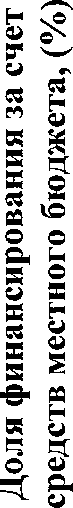 Доля финансирования за счет
средств местного бюджета, (%)